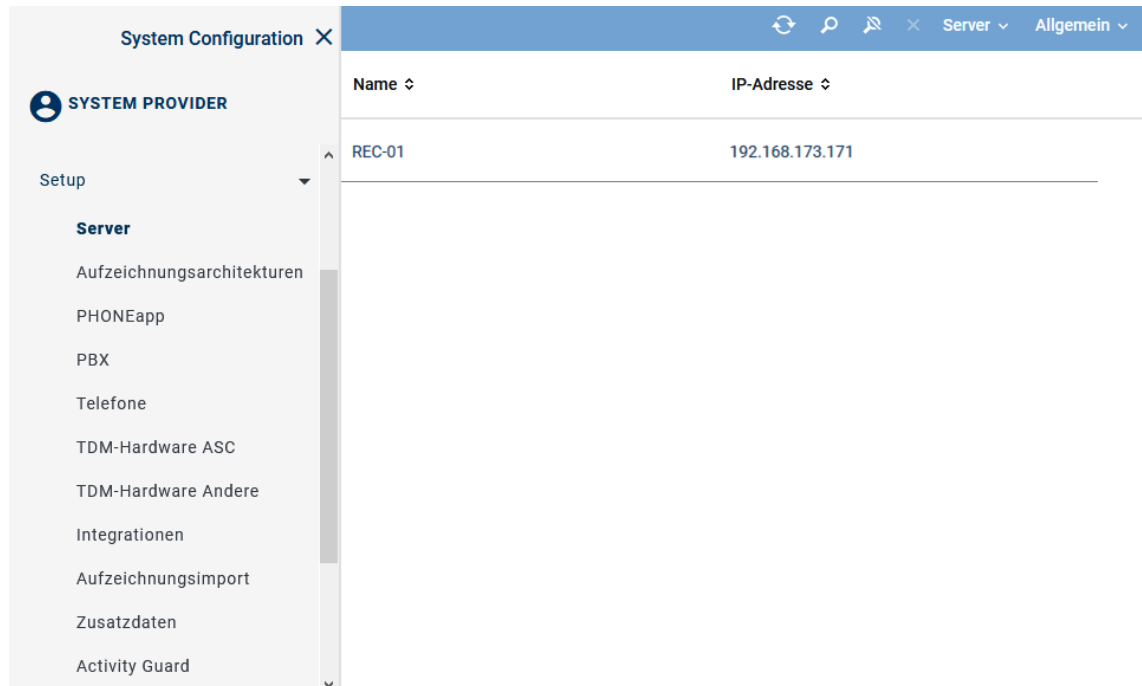 System Configuration
Server
Allgemein
SYSTEM PROVIDER
Name
IP-Adresse
REC-01
192.168.173.171
Setup
Server
Aufzeichnungsarchitekturen
PHONEapp
PBX
Telefone
TDM-Hardware ASC
TDM-Hardware Andere
Integrationen
Aufzeichnungsimport
Zusatzdaten
Activity Guard